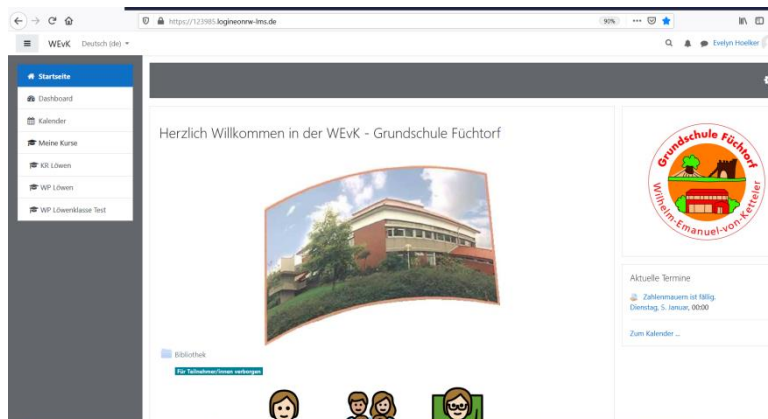 https://123985.logineonrw-lms.de
90%
WEvK Deutsch (de)
Evelyn Hoelker
Startseite
Dashboard
Kalender
Meine Kurse
KR Löwen
WP Löwen
WP Löwenklasse Test
Herzlich Willkommen in der WEvK - Grundschule Füchtorf
Bibliothek
Für Teilnehmer/innen verborgen
Grundschule Füchtorf
Wilhelm-Emanuel-von-Ketteler
Aktuelle Termine
Zahlenmauern ist fällig.
Dienstag, 5. Januar, 00:00
Zum Kalender ...